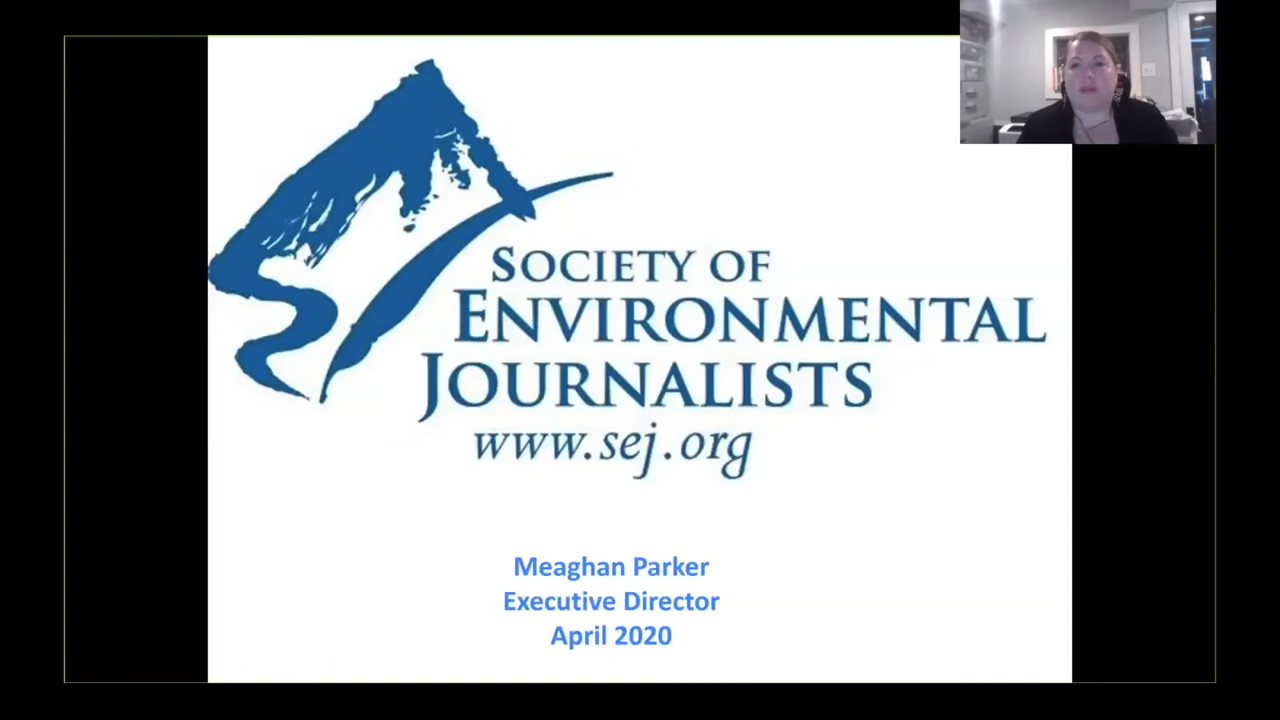 SOCIETY OF
ENVIRONMENTAL
JOURNALISTS
www.sej.org
Meaghan Parker
Executive Director
April 2020